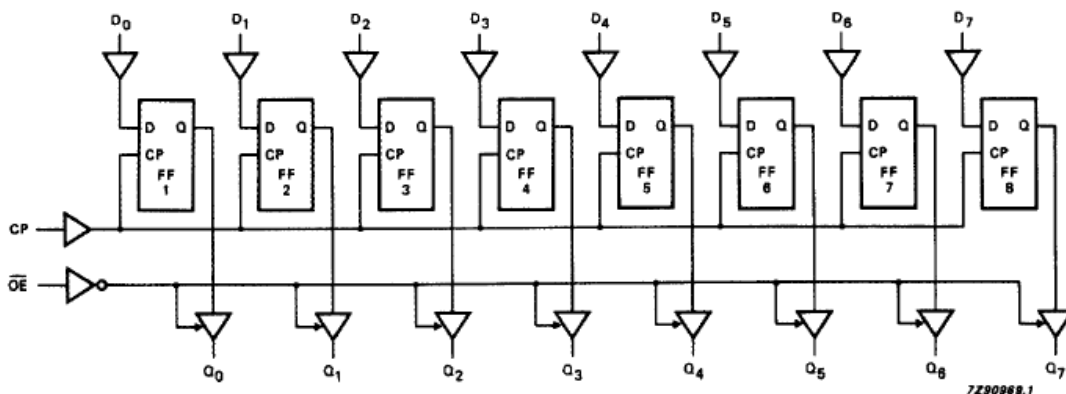 D0 D1 D2 D3 D4 D5 D6 D7
D Q D Q D Q D Q D Q D Q D Q D Q
CP CP CP CP CP CP CP CP
FF FF FF FF FF FF FF FF
1 2 3 4 5 6 7 8
CP
OE
Q0 Q1 Q2 Q3 Q4 Q5 Q6 Q7
7Z90969.1